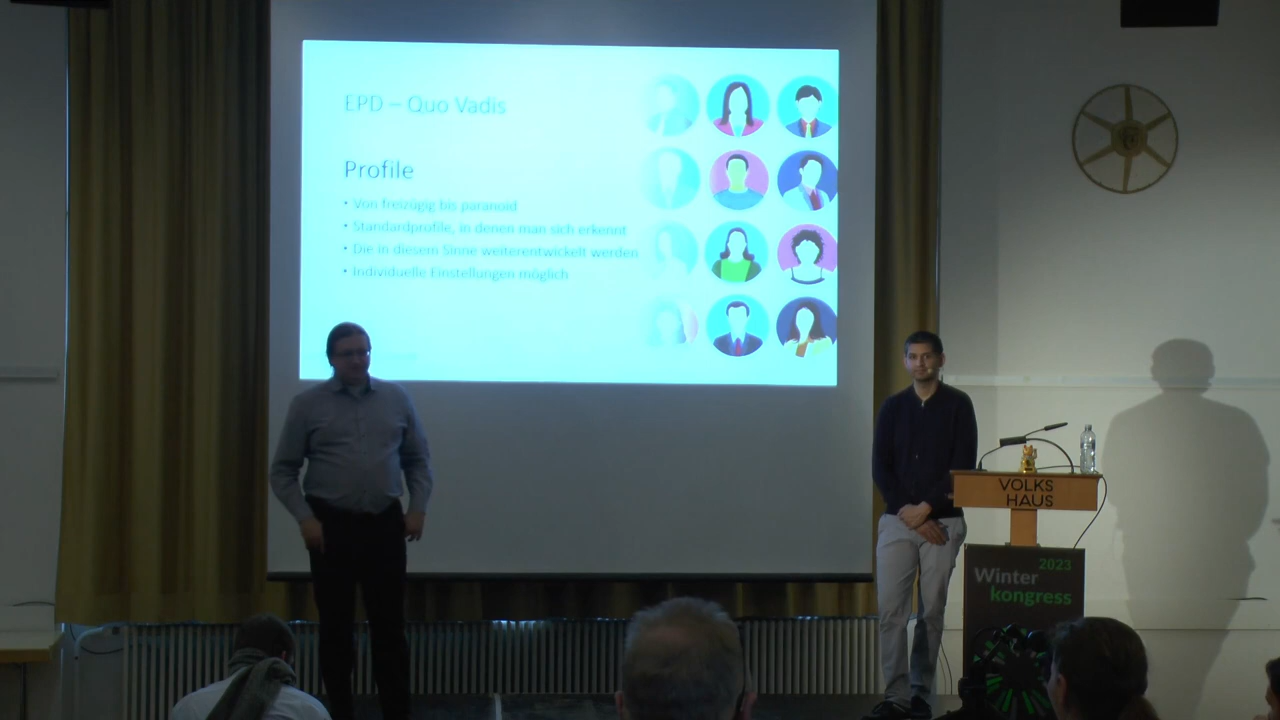 EPD – Quo Vadis
Profile
• Von freizügig bis paranoid
• Standardprofile, in denen man sich erkennt
• Die in diesem Sinne weiterentwickelt werden
• Individuelle Einstellungen möglich
VOLKS
HAUS
2023
Winter
kongress